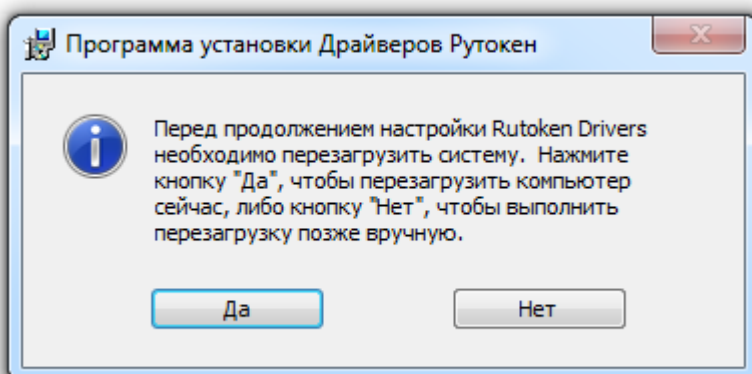 Программа установки Драйверов Рутокен
Перед продолжением настройки Rutoken Drivers
необходимо перезагрузить систему. Нажмите
кнопку "Да", чтобы перезагрузить компьютер
сейчас, либо кнопку "Нет", чтобы выполнить
перезагрузку позже вручную.
Да
Нет